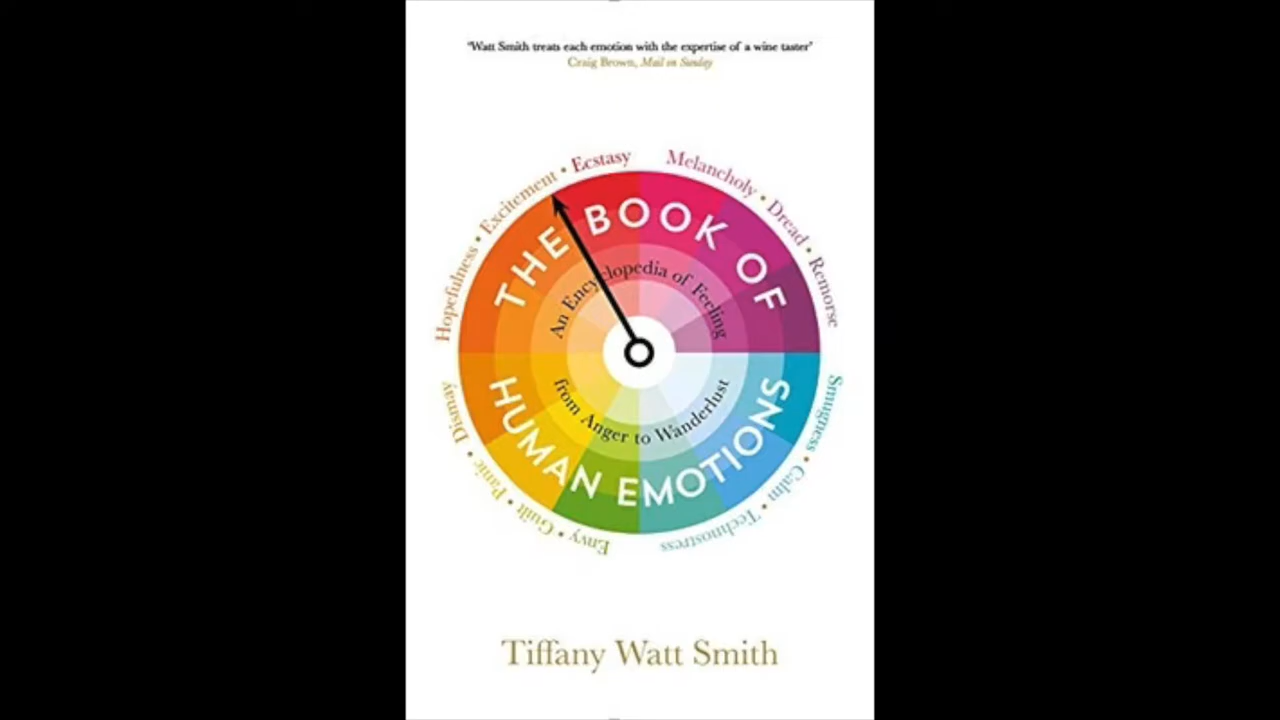 'Watt Smith treats each emotion with the expertise of a wine taster'
Craig Brown, Mail on Sunday
Hopefulness • Excitement • Ecstasy
Melancholy • Dread • Remorse
THE BOOK OF
An Encyclopedia of Feeling
from Anger to Wanderlust
HUMAN EMOTIONS
Smugness • Calm • Technostress
Envy • Guilt • Panic • Dismay
Tiffany Watt Smith